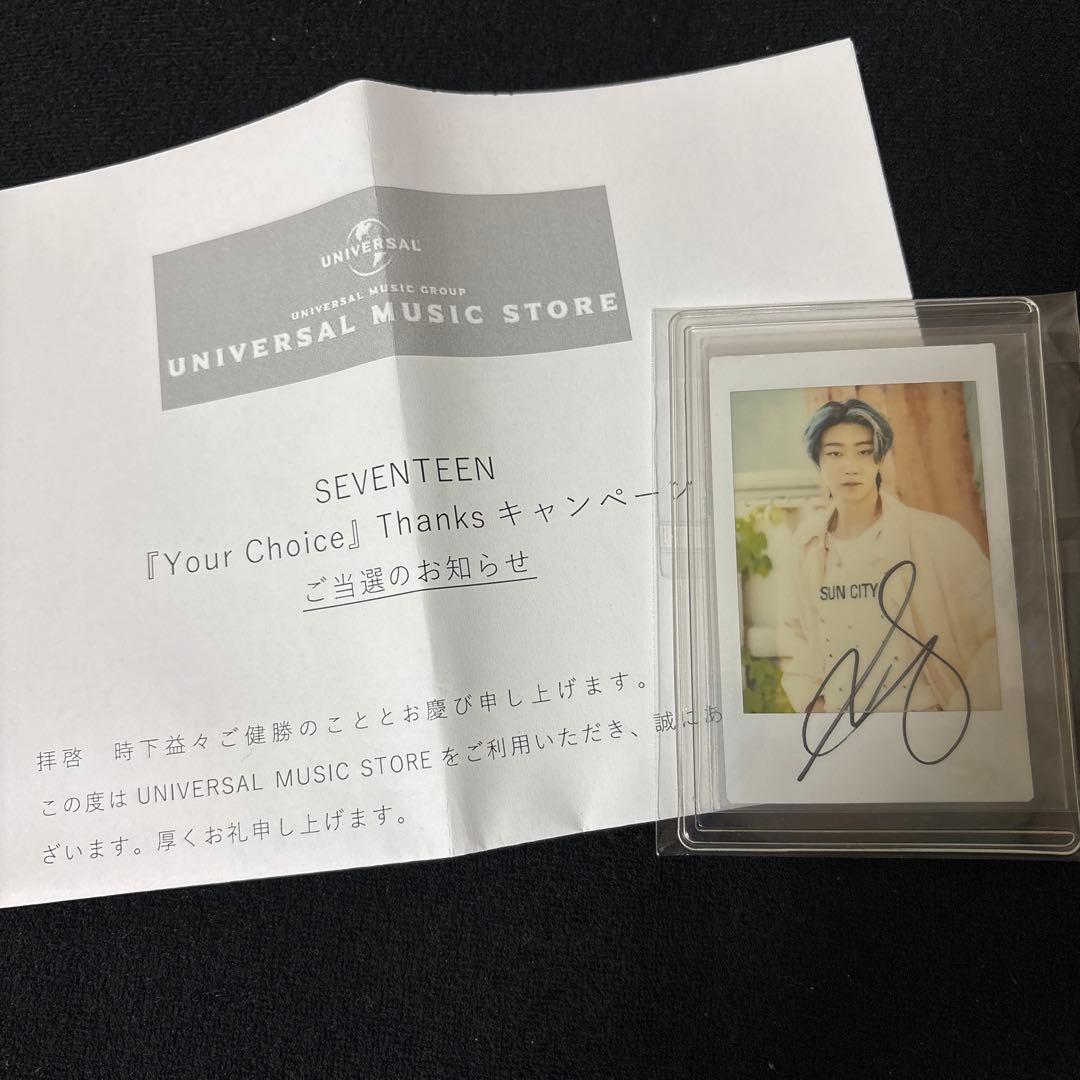 UNIVERSAL
UNIVERSAL MUSIC GROUP
UNIVERSAL MUSIC STORE
SEVENTEEN
『Your Choice』Thanks キャンペーン
ご当選のお知らせ
拝啓　時下益々ご健勝のこととお慶び申し上げます。
この度は UNIVERSAL MUSIC STORE をご利用いただき、誠にあ
ざいます。厚くお礼申し上げます。
SUN CITY